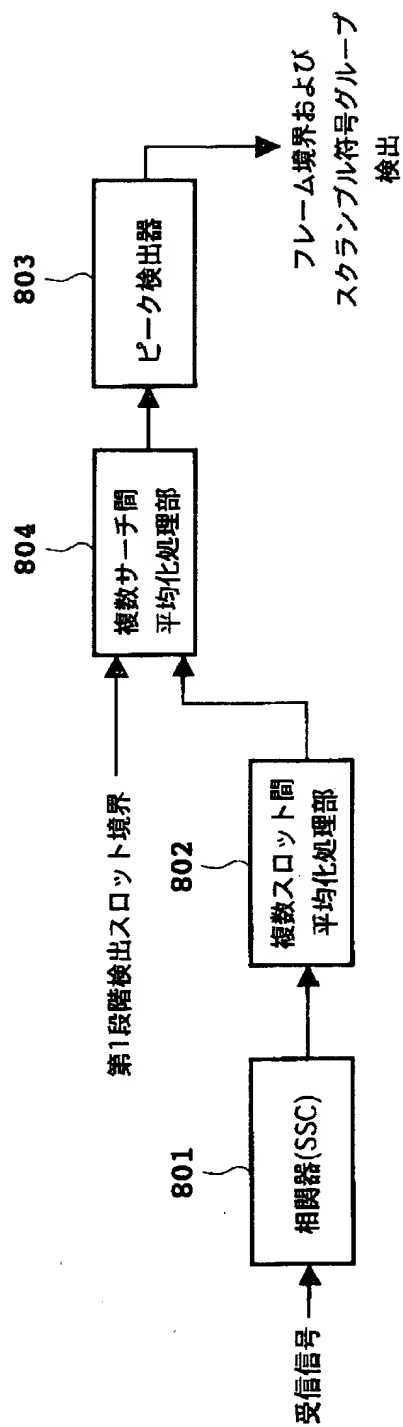 受信信号
801
相関器(SSC)
802
複数スロット間
平均化処理部
第1段階検出スロット境界
804
複数サーチ間
平均化処理部
803
ピーク検出器
フレーム境界および
スクランブル符号グループ
検出